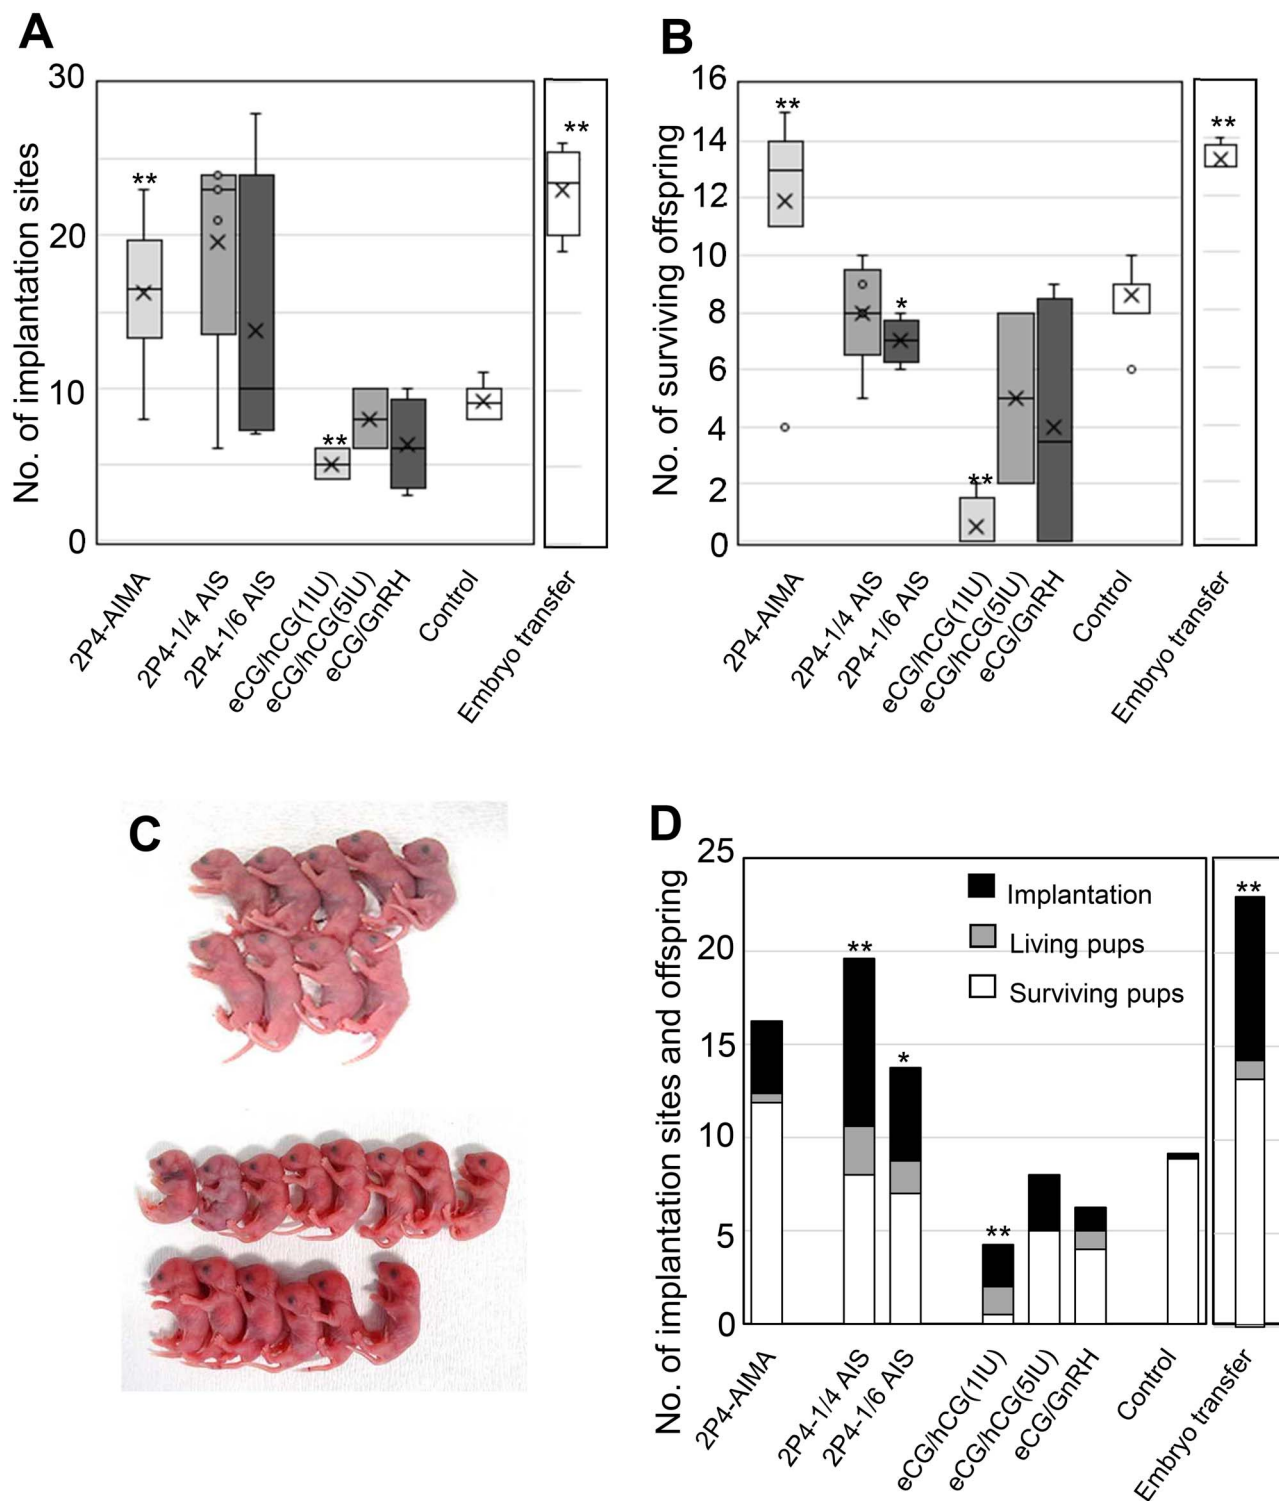 A
No. of implantation sites
30
20
10
0
**
**
**
2P4-AIMA
2P4-1/4 AIS
2P4-1/6 AIS
eCG/hCG(1IU)
eCG/hCG(5IU)
eCG/GnRH
Control
Embryo transfer
B
No. of surviving offspring
16
14
12
10
8
6
4
2
0
**
*
**
**
2P4-AIMA
2P4-1/4 AIS
2P4-1/6 AIS
eCG/hCG(1IU)
eCG/hCG(5IU)
eCG/GnRH
Control
Embryo transfer
C
D
No. of implantation sites and offspring
25
20
15
10
5
0
Implantation
Living pups
Surviving pups
**
*
**
**
2P4-AIMA
2P4-1/4 AIS
2P4-1/6 AIS
eCG/hCG(1IU)
eCG/hCG(5IU)
eCG/GnRH
Control
Embryo transfer